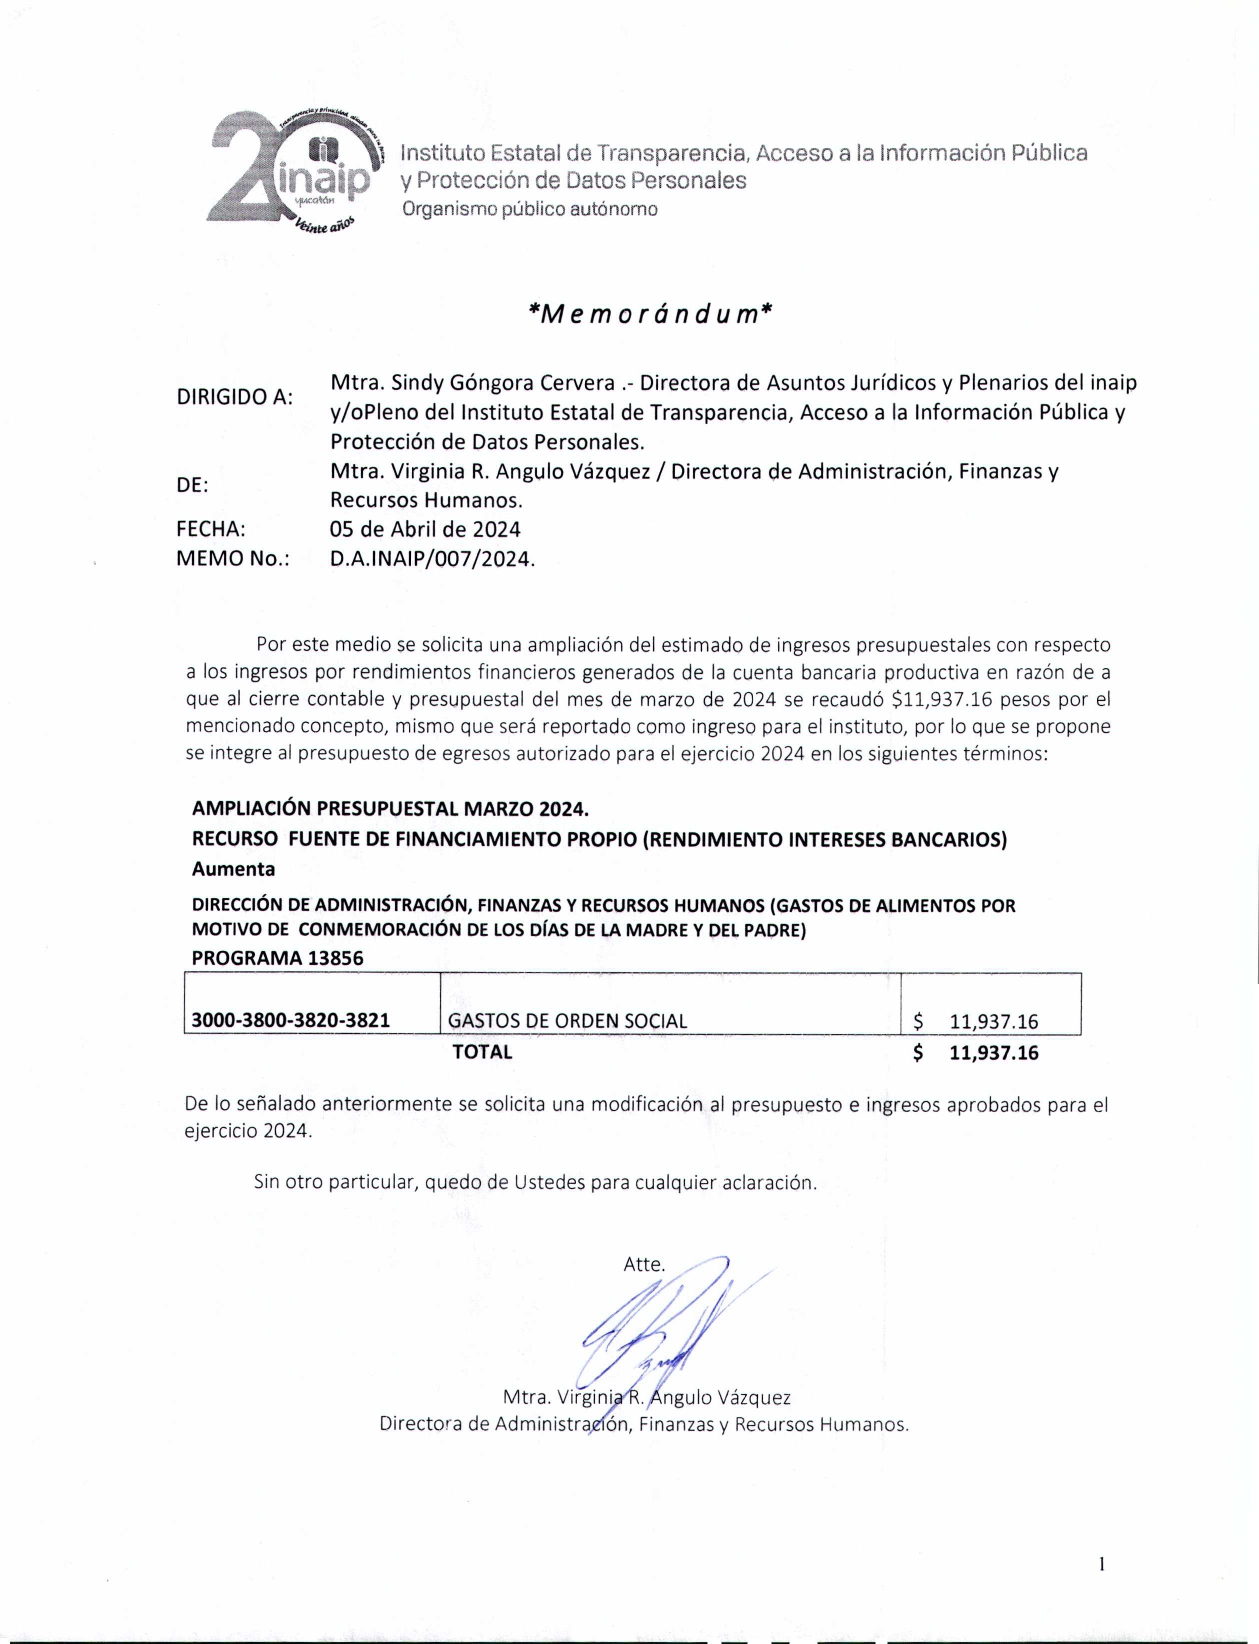 20
Transparencia y privacidad, aliadas para tu futuro
inaip
yucatán
Veinte años
Instituto Estatal de Transparencia, Acceso a la Información Pública
y Protección de Datos Personales
Organismo público autónomo
*Memorándum*
DIRIGIDO A:
Mtra. Sindy Góngora Cervera .- Directora de Asuntos Jurídicos y Plenarios del inaip
y/oPleno del Instituto Estatal de Transparencia, Acceso a la Información Pública y
Protección de Datos Personales.
DE:
Mtra. Virginia R. Angulo Vázquez / Directora de Administración, Finanzas y
Recursos Humanos.
FECHA: 05 de Abril de 2024
MEMO No.: D.A.INAIP/007/2024.
Por este medio se solicita una ampliación del estimado de ingresos presupuestales con respecto
a los ingresos por rendimientos financieros generados de la cuenta bancaria productiva en razón de a
que al cierre contable y presupuestal del mes de marzo de 2024 se recaudó $11,937.16 pesos por el
mencionado concepto, mismo que será reportado como ingreso para el instituto, por lo que se propone
se integre al presupuesto de egresos autorizado para el ejercicio 2024 en los siguientes términos:
AMPLIACIÓN PRESUPUESTAL MARZO 2024.
RECURSO FUENTE DE FINANCIAMIENTO PROPIO (RENDIMIENTO INTERESES BANCARIOS)
Aumenta
DIRECCIÓN DE ADMINISTRACIÓN, FINANZAS Y RECURSOS HUMANOS (GASTOS DE ALIMENTOS POR
MOTIVO DE CONMEMORACIÓN DE LOS DÍAS DE LA MADRE Y DEL PADRE)
PROGRAMA 13856
3000-3800-3820-3821 GASTOS DE ORDEN SOCIAL $ 11,937.16
TOTAL $ 11,937.16
De lo señalado anteriormente se solicita una modificación al presupuesto e ingresos aprobados para el
ejercicio 2024.
Sin otro particular, quedo de Ustedes para cualquier aclaración.
Atte.
Mtra. Virginia R. Angulo Vázquez
Directora de Administración, Finanzas y Recursos Humanos.
1